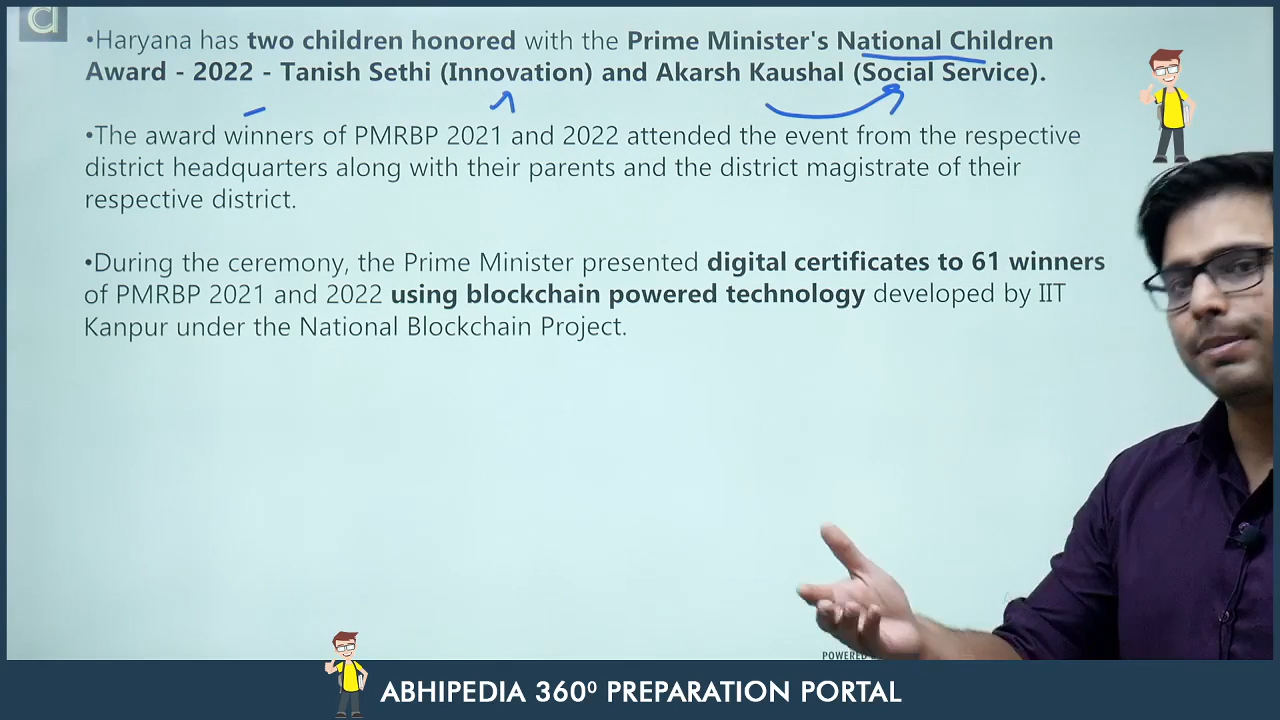 a
•Haryana has two children honored with the Prime Minister's National Children
Award - 2022 - Tanish Sethi (Innovation) and Akarsh Kaushal (Social Service).
•The award winners of PMRBP 2021 and 2022 attended the event from the respective
district headquarters along with their parents and the district magistrate of their
respective district.
•During the ceremony, the Prime Minister presented digital certificates to 61 winners
of PMRBP 2021 and 2022 using blockchain powered technology developed by IIT
Kanpur under the National Blockchain Project.
POWERED
ABHIPEDIA 360⁰ PREPARATION PORTAL